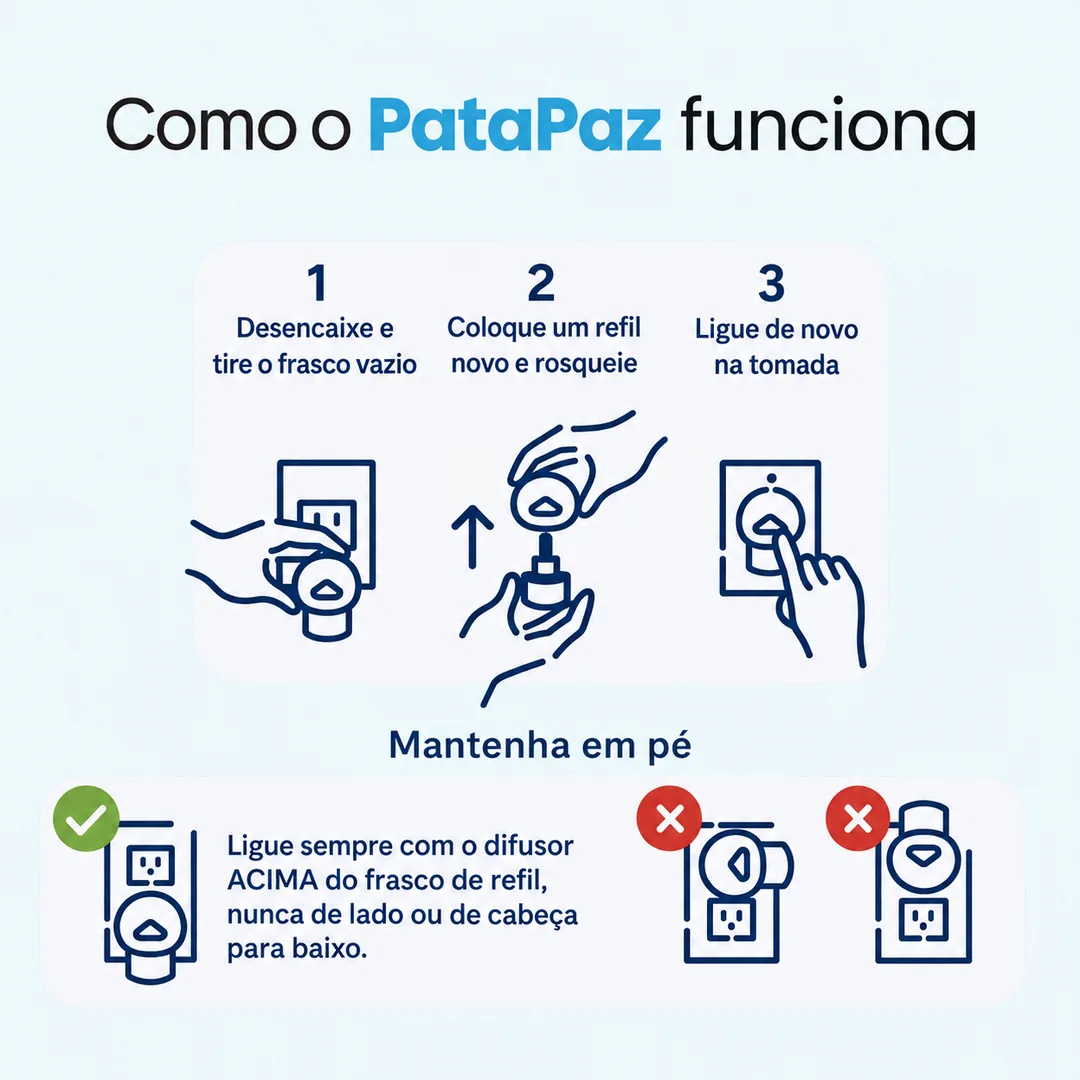 Como o PataPaz funciona
1
Desencaixe e
tire o frasco vazio
2
Coloque um refil
novo e rosqueie
3
Ligue de novo
na tomada
Mantenha em pé
Ligue sempre com o difusor
ACIMA do frasco de refil,
nunca de lado ou de cabeça
para baixo.